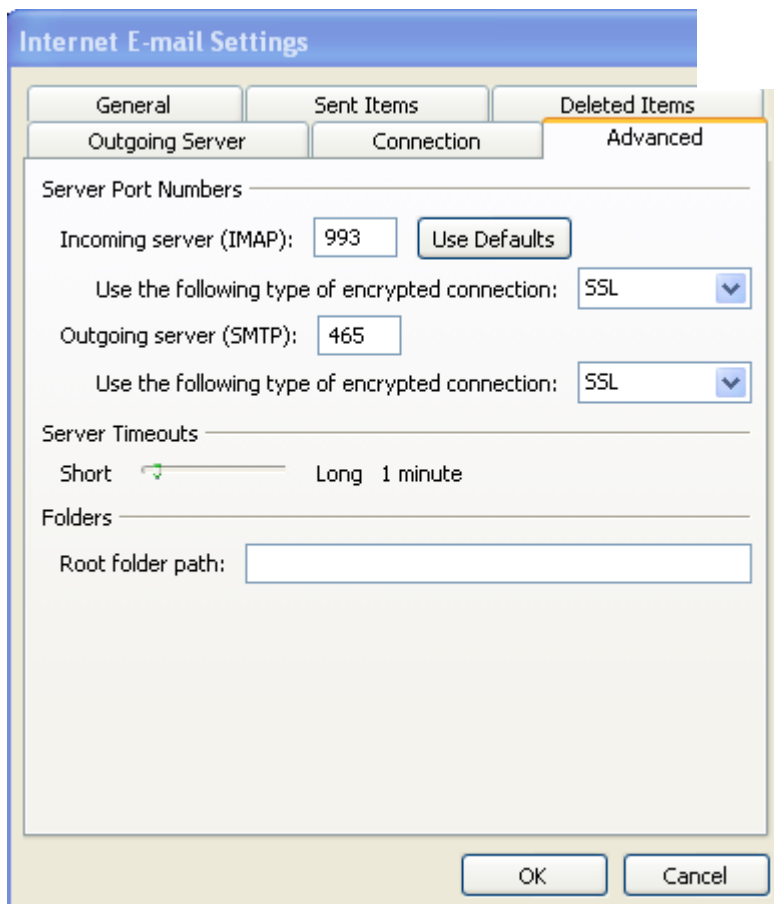 Internet E-mail Settings
General Sent Items Deleted Items
Outgoing Server Connection Advanced
Server Port Numbers
Incoming server (IMAP): 993 Use Defaults
Use the following type of encrypted connection: SSL
Outgoing server (SMTP): 465
Use the following type of encrypted connection: SSL
Server Timeouts
Short Long 1 minute
Folders
Root folder path:
OK Cancel